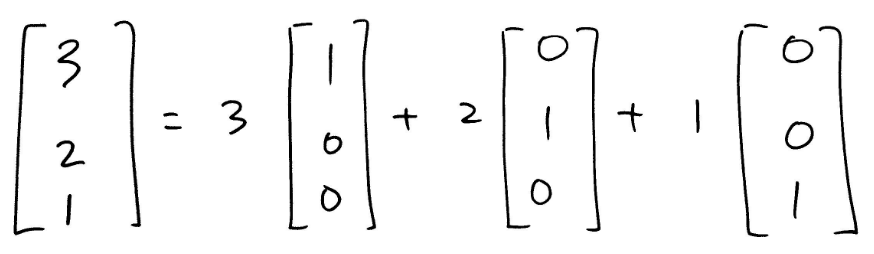 [3 2 1] = 3 [1 0 0] + 2 [0 1 0] + 1 [0 0 1]